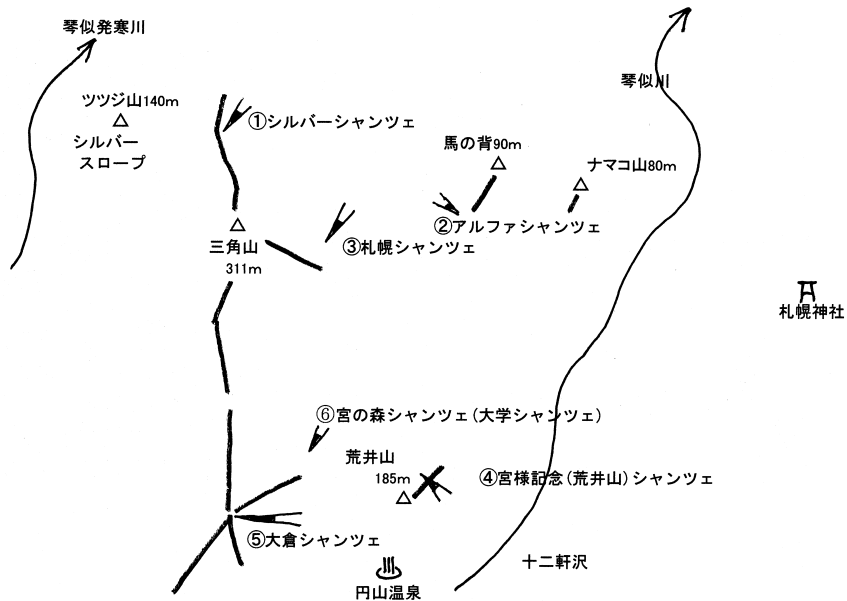 琴似発寒川
琴似川
ツツジ山140m
シルバー
スロープ
①シルバーシャンツェ
馬の背90m
ナマコ山80m
②アルファシャンツェ
三角山
311m
③札幌シャンツェ
札幌神社
⑥宮の森シャンツェ(大学シャンツェ)
荒井山
185m
④宮様記念(荒井山)シャンツェ
⑤大倉シャンツェ
十二軒沢
円山温泉